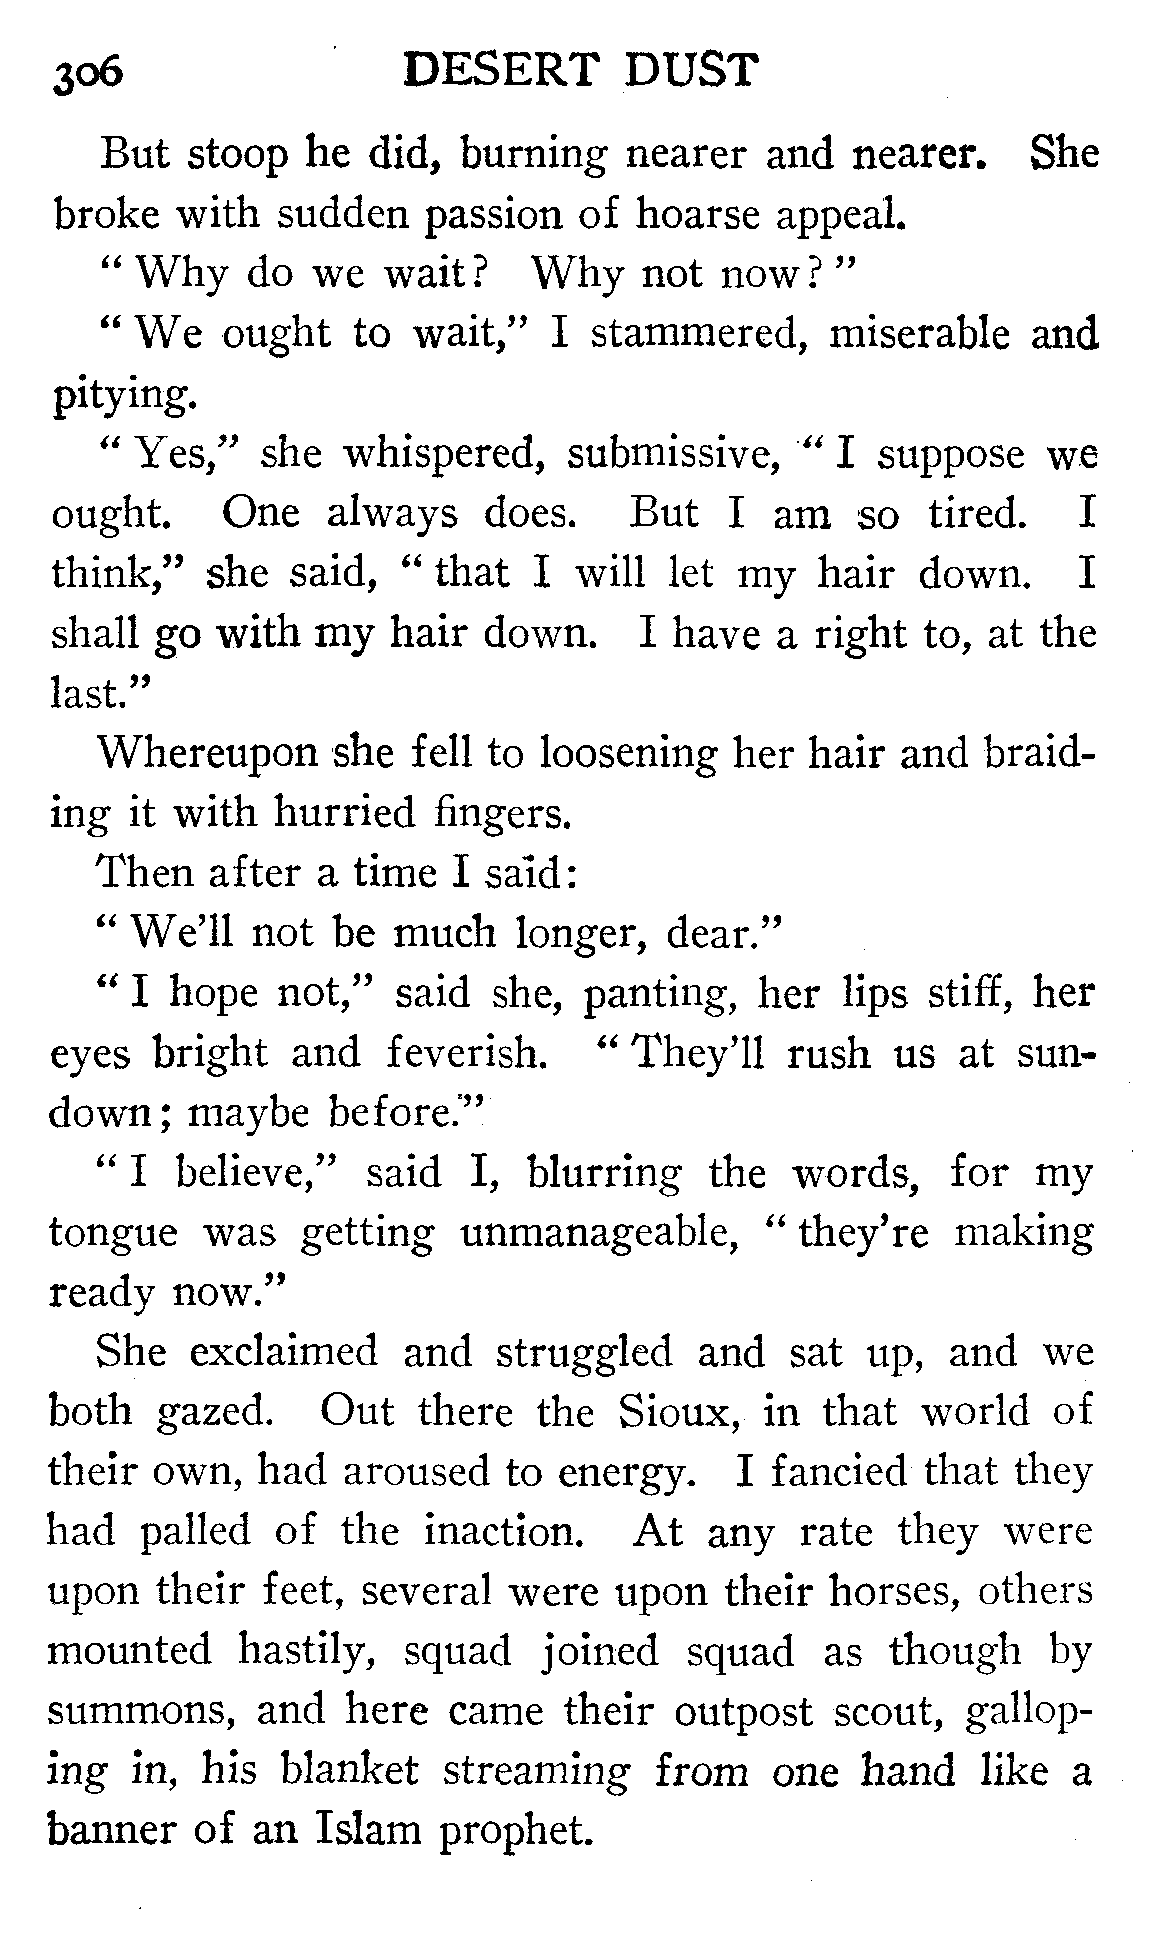 306 DESERT DUST
But stoop he did, burning nearer and nearer. She
broke with sudden passion of hoarse appeal.
“Why do we wait? Why not now?”
“We ought to wait,” I stammered, miserable and
pitying.
“Yes,” she whispered, submissive, “I suppose we
ought. One always does. But I am so tired. I
think,” she said, “that I will let my hair down. I
shall go with my hair down. I have a right to, at the
last.”
Whereupon she fell to loosening her hair and braid-
ing it with hurried fingers.
Then after a time I said:
“We’ll not be much longer, dear.”
“I hope not,” said she, panting, her lips stiff, her
eyes bright and feverish. “They’ll rush us at sun-
down; maybe before.”
“I believe,” said I, blurring the words, for my
tongue was getting unmanageable, “they’re making
ready now.”
She exclaimed and struggled and sat up, and we
both gazed. Out there the Sioux, in that world of
their own, had aroused to energy. I fancied that they
had palled of the inaction. At any rate they were
upon their feet, several were upon their horses, others
mounted hastily, squad joined squad as though by
summons, and here came their outpost scout, gallop-
ing in, his blanket streaming from one hand like a
banner of an Islam prophet.